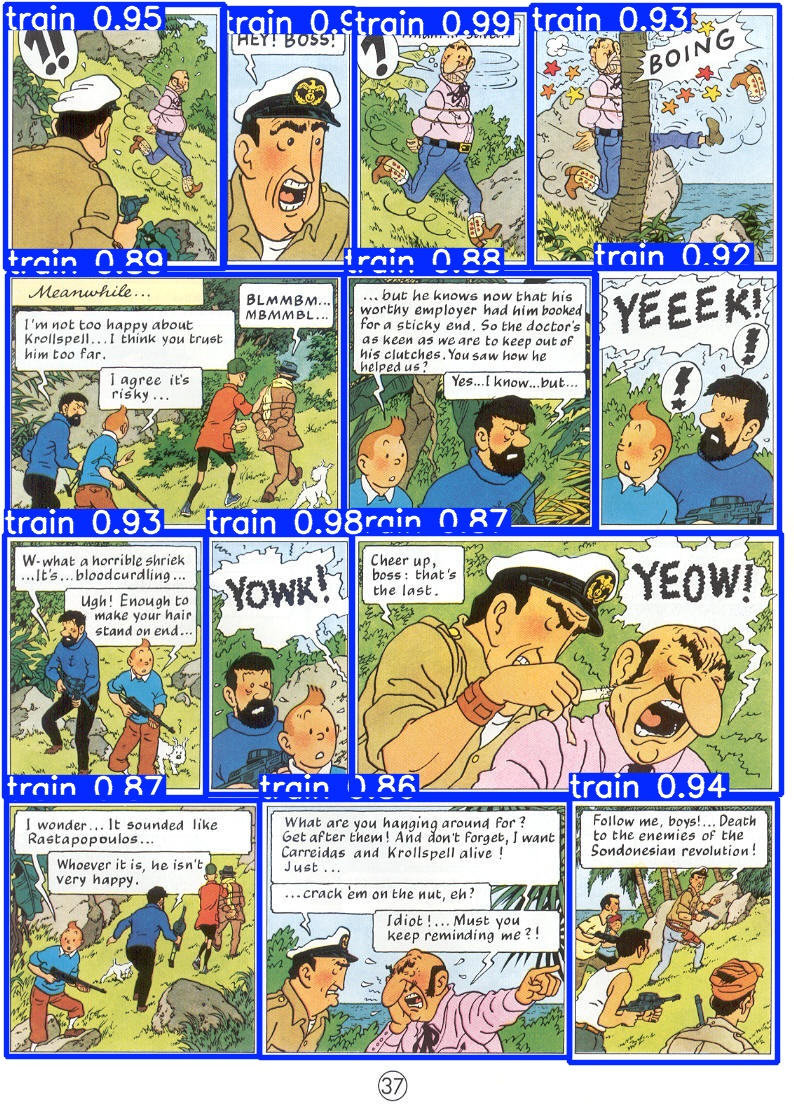 train 0.95
train 0.9
train 0.99
train 0.93
?!
HEY! BOSS!
?
BOING
train 0.89
train 0.88
train 0.92
Meanwhile...
I'm not too happy about
Krollspell... I think you trust
him too far.
I agree it's
risky...
BLMMBM...
MBMMBL...
...but he knows now that his
worthy employer had him booked
for a sticky end. So the doctor's
as keen as we are to keep out of
his clutches. You saw how he
helped us?
Yes...I know...but...
YEEEK!
!
!
train 0.93
train 0.98
train 0.87
W-what a horrible shriek
...It's...bloodcurdling...
Ugh! Enough to
make your hair
stand on end...
YOWK!
Cheer up,
boss: that's
the last.
YEOW!
train 0.87
train 0.86
train 0.94
I wonder... It sounded like
Rastapopoulos...
Whoever it is, he isn't
very happy.
What are you hanging around for?
Get after them! And don't forget, I want
Carreidas and Krollspell alive!
Just...
...crack 'em on the nut, eh?
Idiot!... Must you
keep reminding me?!
Follow me, boys!... Death
to the enemies of the
Sondonesian revolution!
37